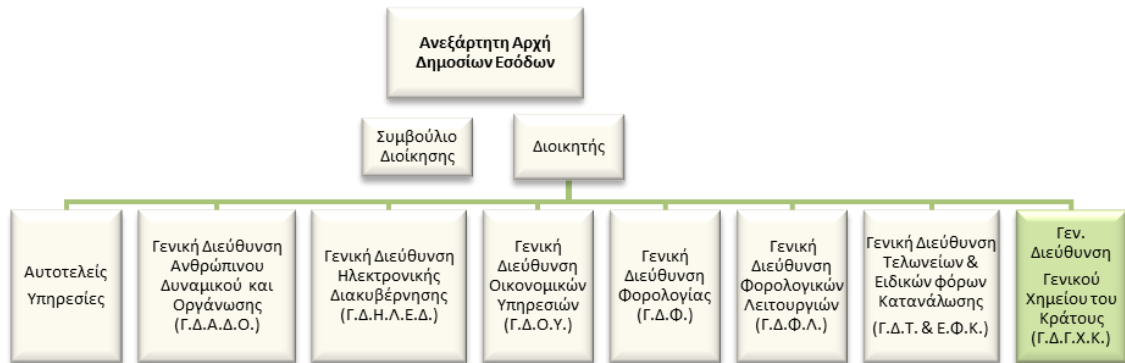 Ανεξάρτητη Αρχή
Δημοσίων Εσόδων
Συμβούλιο
Διοίκησης
Διοικητής
Αυτοτελείς
Υπηρεσίες
Γενική Διεύθυνση
Ανθρώπινου
Δυναμικού και
Οργάνωσης
(Γ.Δ.Α.Δ.Ο.)
Γενική Διεύθυνση
Ηλεκτρονικής
Διακυβέρνησης
(Γ.Δ.Η.Λ.Ε.Δ.)
Γενική
Διεύθυνση
Οικονομικών
Υπηρεσιών
(Γ.Δ.Ο.Υ.)
Γενική
Διεύθυνση
Φορολογίας
(Γ.Δ.Φ.)
Γενική
Διεύθυνση
Φορολογικών
Λειτουργιών
(Γ.Δ.Φ.Λ.)
Γενική Διεύθυνση
Τελωνείων &
Ειδικών φόρων
Κατανάλωσης
(Γ.Δ.Τ. & Ε.Φ.Κ.)
Γεν.
Διεύθυνση
Γενικού
Χημείου του
Κράτους
(Γ.Δ.Γ.Χ.Κ.)